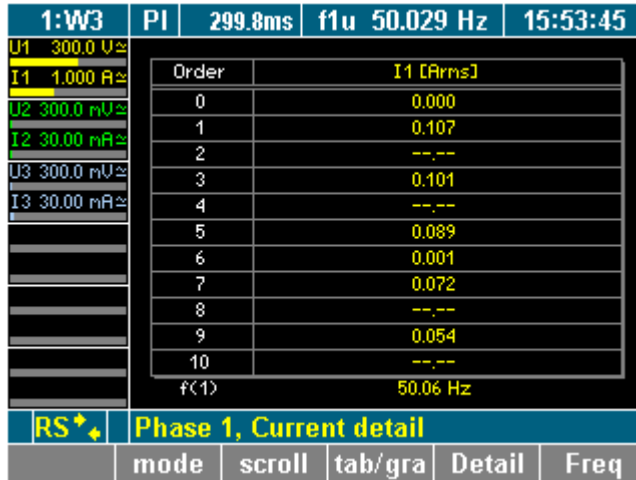 1:W3 PI 299.8ms f1u 50.029 Hz 15:53:45
U1 300.0 V≃
I1 1.000 A≃
U2 300.0 mV≃
I2 30.00 mA≃
U3 300.0 mV≃
I3 30.00 mA≃
Order I1 [Arms]
0 0.000
1 0.107
2 --.--
3 0.101
4 --.--
5 0.089
6 0.001
7 0.072
8 --.--
9 0.054
10 --.--
f(1) 50.06 Hz
RS Phase 1, Current detail
mode scroll tab/gra Detail Freq